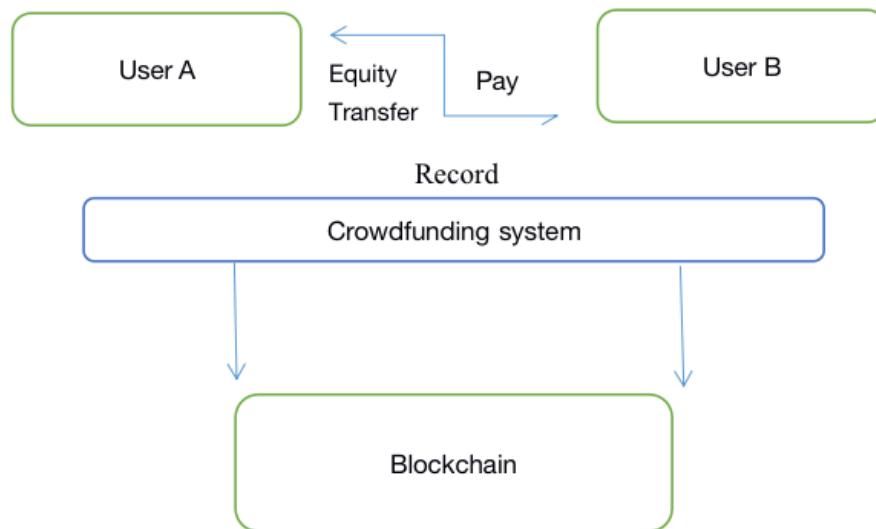 User A
Equity
Transfer
Pay
User B
Record
Crowdfunding system
Blockchain